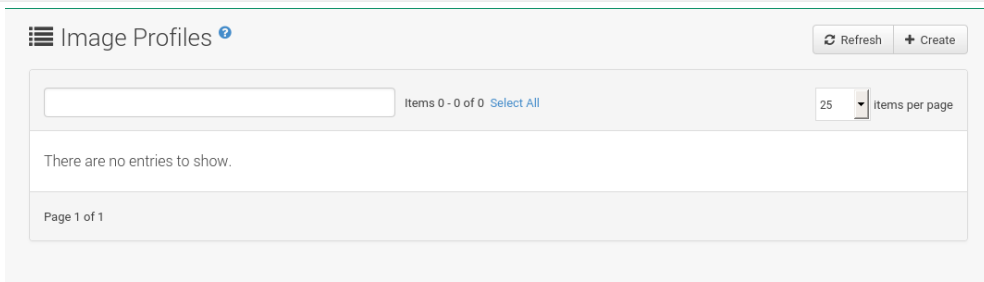 Image Profiles ?
Refresh Create
Items 0 - 0 of 0 Select All
25 items per page
There are no entries to show.
Page 1 of 1